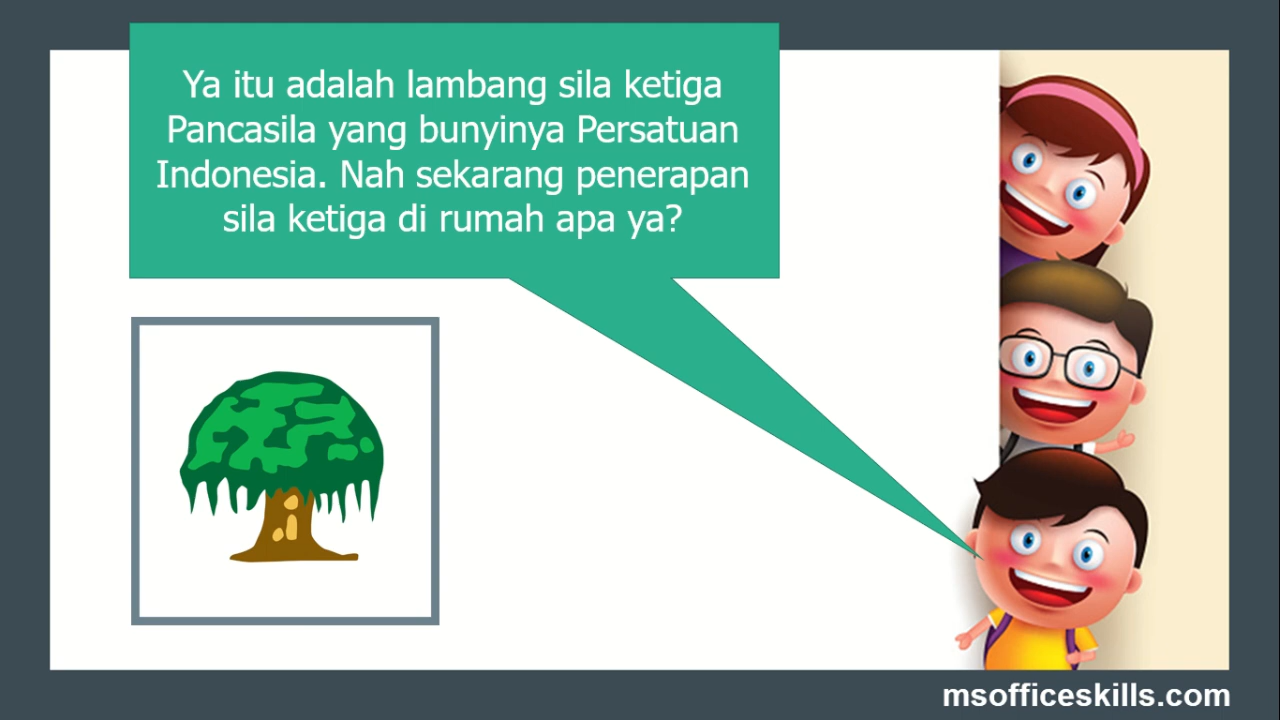 Ya itu adalah lambang sila ketiga
Pancasila yang bunyinya Persatuan
Indonesia. Nah sekarang penerapan
sila ketiga di rumah apa ya?
msofficeskills.com